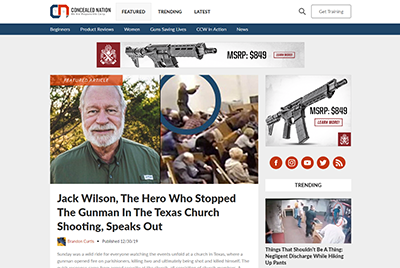 CN CONCEALED NATION
FEATURED TRENDING LATEST
Get Training
Beginners Product Reviews Women Guns Saving Lives CCW In Action News
MSRP: $849
LEARN MORE!
FEATURED ARTICLE
MSRP: $849
LEARN MORE!
Jack Wilson, The Hero Who Stopped
The Gunman In The Texas Church
Shooting, Speaks Out
Brandon Curtis • Published 12/30/19
Sunday was a wild ride for everyone watching the events unfold at a church in Texas, where a
gunman opened fire on parishioners, killing two and ultimately being shot and killed himself. The
TRENDING
Things That Shouldn't Be A Thing:
Negligent Discharge While Hiking
Up Pants